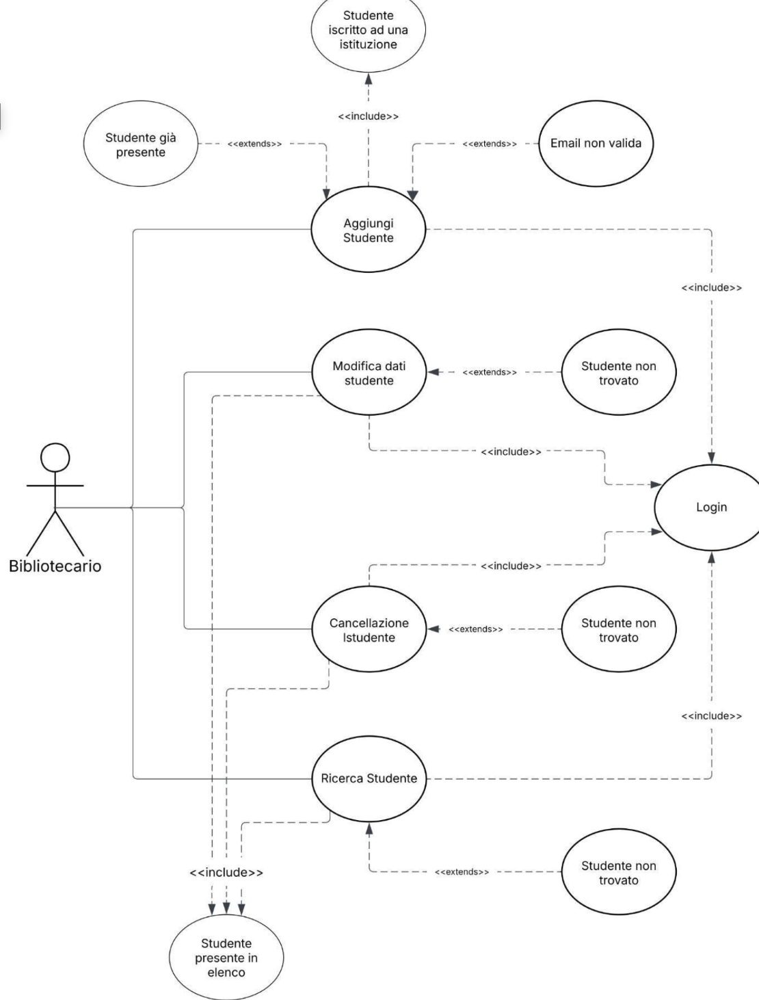 Studente
iscritto ad una
istituzione
<<include>>
Studente già
presente
<<extends>>
<<extends>>
Email non valida
Aggiungi
Studente
<<include>>
Modifica dati
studente
<<extends>>
Studente non
trovato
<<include>>
Login
Bibliotecario
<<include>>
Cancellazione
Istudente
<<extends>>
Studente non
trovato
<<include>>
Ricerca Studente
<<include>>
<<extends>>
Studente non
trovato
Studente
presente in
elenco